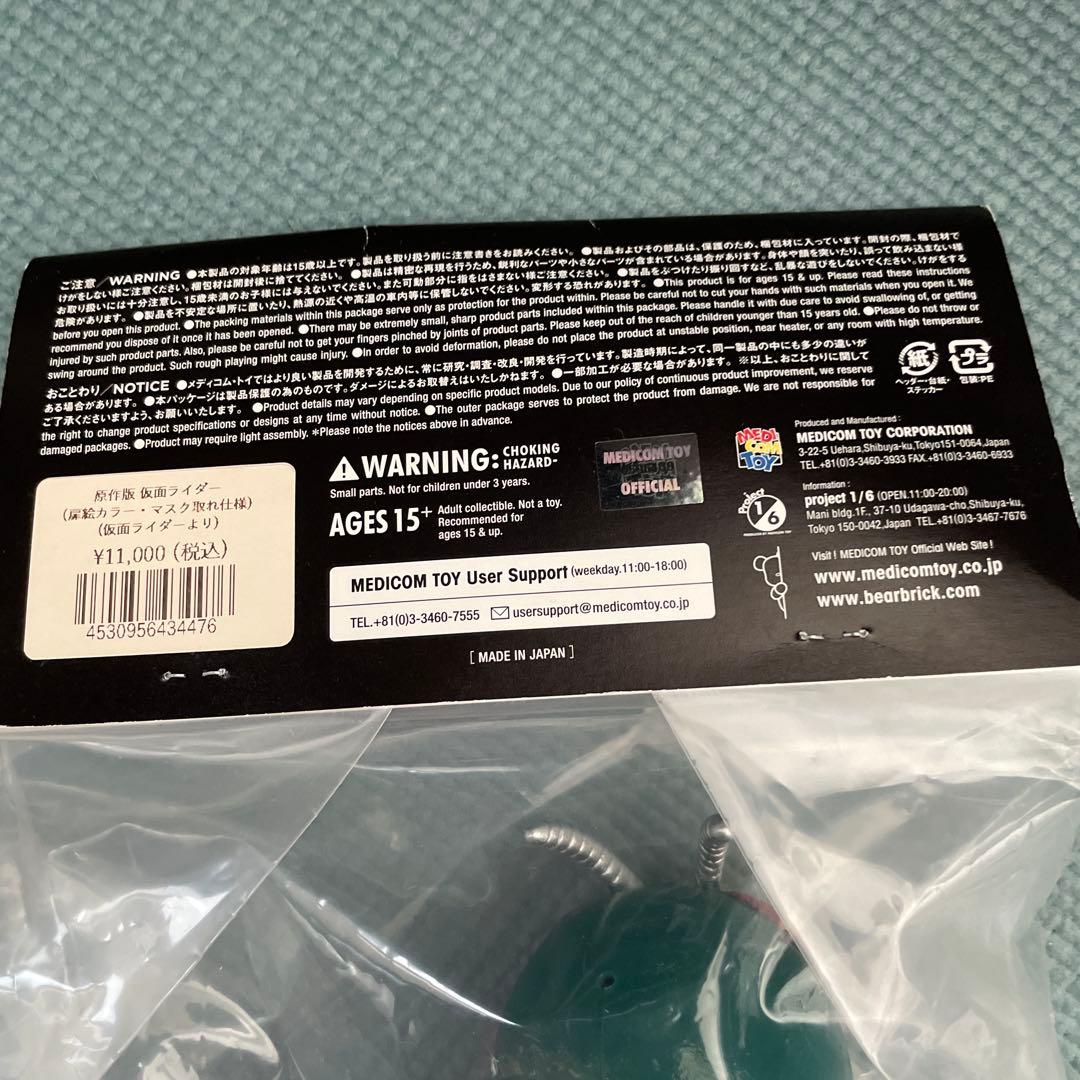 ご注意／WARNING ●本製品の対象年齢は15歳以上です。製品を取り扱う前に注意書きをお読みください。 ●製品およびその部品は、保護のため、梱包材に入っています。開封の際、梱包材で
けがをしない様ご注意ください。梱包材は開封後に捨ててください。 ●製品は精密な再現を行うため、鋭利なパーツや小さなパーツが含まれている場合があります。身体や顔を突いたり、誤って飲み込まない様
お取り扱いには十分注意し、15歳未満のお子様には与えないでください。また可動部分に指をはさまない様ご注意ください。 ●製品をぶつけたり振り回すなど、乱暴な遊びをしないでください。けがをする
危険があります。 ●製品を不安定な場所に置いたり、熱源の近くや高温の車内等に保管しないでください。変形する恐れがあります。 ●This product is for ages 15 & up. Please read these instructions
before you open this product. ●The packing materials within this package serve only as protection for the product within. Please be careful not to cut your hands with such materials when you open it. We
recommend you dispose of it once it has been opened. ●There may be extremely small, sharp product parts included within this package. Please handle it with due care to avoid swallowing of, or getting
injured by such product parts. Also, please be careful not to get your fingers pinched by joints of product parts. Please keep out of the reach of children younger than 15 years old. ●Please do not throw or
swing around the product. Such rough playing might cause injury. ●In order to avoid deformation, please do not place the product at unstable position, near heater, or any room with high temperature.
おことわり／NOTICE ●メディコム・トイではより良い製品を開発するために、常に研究・調査・改良・開発を行っています。製造時期によって、同一製品の中にも多少の違いが
ある場合があります。 ●本パッケージは製品保護の為のものです。ダメージによるお取替えはいたしかねます。 ●一部加工が必要な場合があります。 ※以上、おことわりに関して
ご了承くださいますよう、お願いいたします。 ●Product details may vary depending on specific product models. Due to our policy of continuous product improvement, we reserve
the right to change product specifications or designs at any time without notice. ●The outer package serves to protect the product from damage. We are not responsible for
damaged packages. ●Product may require light assembly. *Please note the notices above in advance.
紙
ヘッダー・台紙・
ステッカー
プラ
包装:PE
原作版 仮面ライダー
(扉絵カラー・マスク取れ仕様)
(仮面ライダーより)
¥11,000 (税込)
4530956434476
WARNING: CHOKING HAZARD-
Small parts. Not for children under 3 years.
AGES 15+ Adult collectible. Not a toy.
Recommended for
ages 15 & up.
MEDICOM TOY
OFFICIAL
MEDICOM TOY User Support (weekday.11:00-18:00)
TEL.+81(0)3-3460-7555 usersupport@medicomtoy.co.jp
[ MADE IN JAPAN ]
MEDI
COM
TOY
Produced and Manufactured :
MEDICOM TOY CORPORATION
3-22-5 Uehara,Shibuya-ku,Tokyo151-0064,Japan
TEL.+81(0)3-3460-3933 FAX.+81(0)3-3460-6933
Project
1/6
Information :
project 1/6 (OPEN.11:00-20:00)
Mani bldg.1F., 37-10 Udagawa-cho,Shibuya-ku,
Tokyo 150-0042,Japan TEL.+81(0)3-3467-7676
Visit ! MEDICOM TOY Official Web Site !
www.medicomtoy.co.jp
www.bearbrick.com